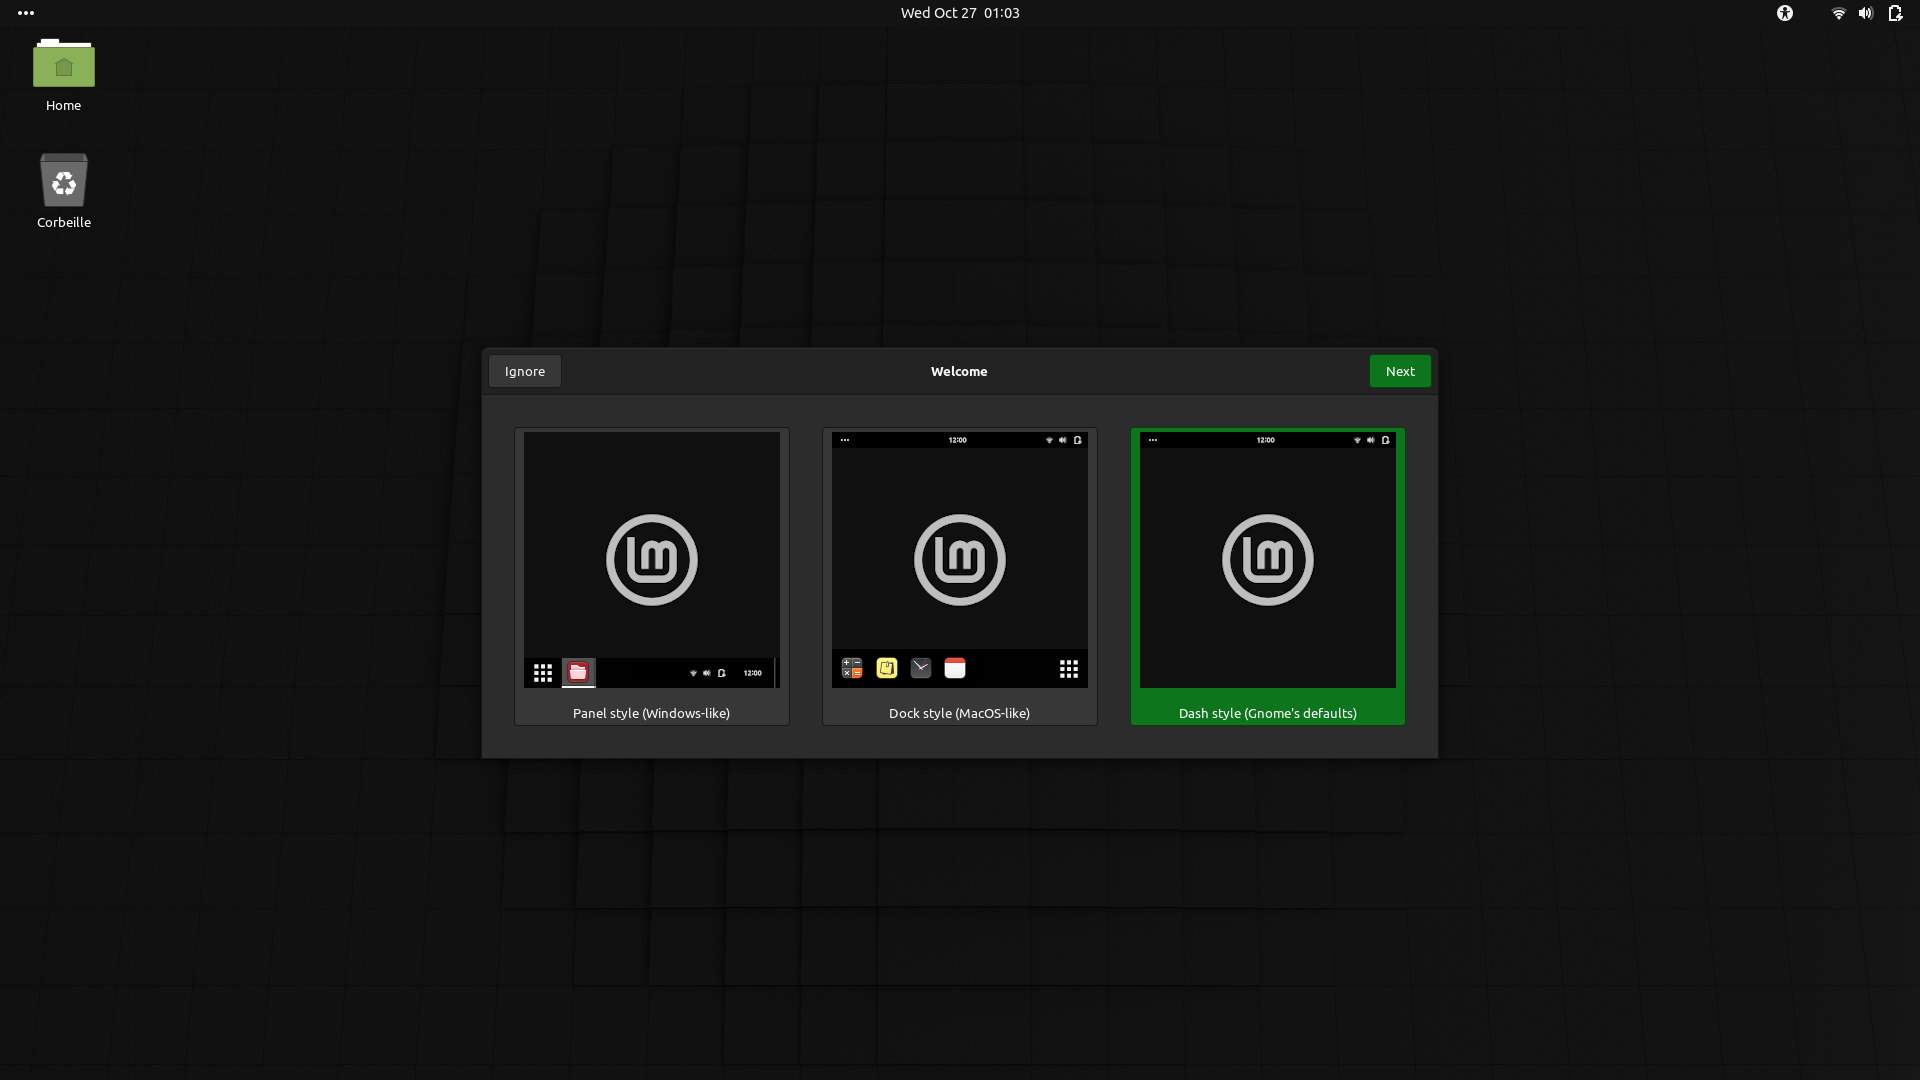 Wed Oct 27 01:03
Home
Corbeille
Ignore
Welcome
Next
12:00
12:00
12:00
Panel style (Windows-like)
Dock style (MacOS-like)
Dash style (Gnome's defaults)